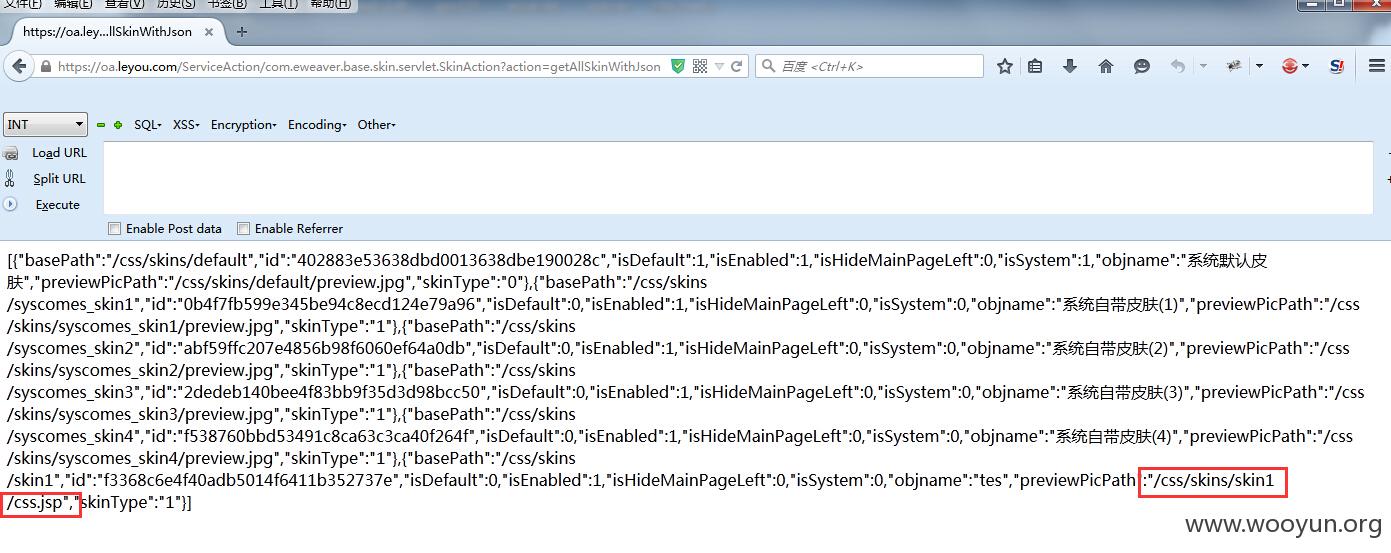 文件(F) 编辑(E) 查看(V) 历史(S) 书签(B) 工具(T) 帮助(H)
https://oa.ley...llSkinWithJson
https://oa.leyou.com/ServiceAction/com.eweaver.base.skin.servlet.SkinAction?action=getAllSkinWithJson
百度 <Ctrl+K>
INT
SQL▾ XSS▾ Encryption▾ Encoding▾ Other▾
Load URL
Split URL
Execute
Enable Post data Enable Referrer
[{"basePath":"/css/skins/default","id":"402883e53638dbd0013638dbe190028c","isDefault":1,"isEnabled":1,"isHideMainPageLeft":0,"isSystem":1,"objname":"系统默认皮
肤","previewPicPath":"/css/skins/default/preview.jpg","skinType":"0"},{"basePath":"/css/skins
/syscomes_skin1","id":"0b4f7fb599e345be94c8ecd124e79a96","isDefault":0,"isEnabled":1,"isHideMainPageLeft":0,"isSystem":0,"objname":"系统自带皮肤(1)","previewPicPath":"/css
/skins/syscomes_skin1/preview.jpg","skinType":"1"},{"basePath":"/css/skins
/syscomes_skin2","id":"abf59ffc207e4856b98f6060ef64a0db","isDefault":0,"isEnabled":1,"isHideMainPageLeft":0,"isSystem":0,"objname":"系统自带皮肤(2)","previewPicPath":"/css
/skins/syscomes_skin2/preview.jpg","skinType":"1"},{"basePath":"/css/skins
/syscomes_skin3","id":"2dedeb140bee4f83bb9f35d3d98bcc50","isDefault":0,"isEnabled":1,"isHideMainPageLeft":0,"isSystem":0,"objname":"系统自带皮肤(3)","previewPicPath":"/css
/skins/syscomes_skin3/preview.jpg","skinType":"1"},{"basePath":"/css/skins
/syscomes_skin4","id":"f538760bbd53491c8ca63c3ca40f264f","isDefault":0,"isEnabled":1,"isHideMainPageLeft":0,"isSystem":0,"objname":"系统自带皮肤(4)","previewPicPath":"/css
/skins/syscomes_skin4/preview.jpg","skinType":"1"},{"basePath":"/css/skins
/skin1","id":"f3368c6e4f40adb5014f6411b352737e","isDefault":0,"isEnabled":1,"isHideMainPageLeft":0,"isSystem":0,"objname":"tes","previewPicPath":"/css/skins/skin1
/css.jsp","skinType":"1"}]
www.wooyun.org